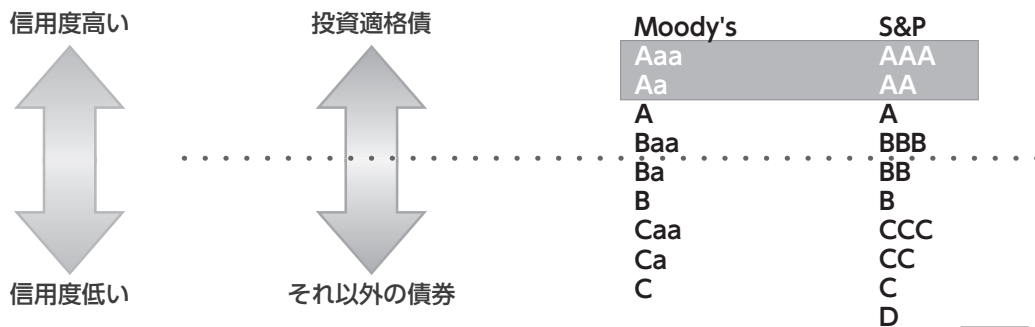 信用度高い
信用度低い
投資適格債
それ以外の債券
Moody's S&P
Aaa AAA
Aa AA
A A
Baa BBB
Ba BB
B B
Caa CCC
Ca CC
C C
D